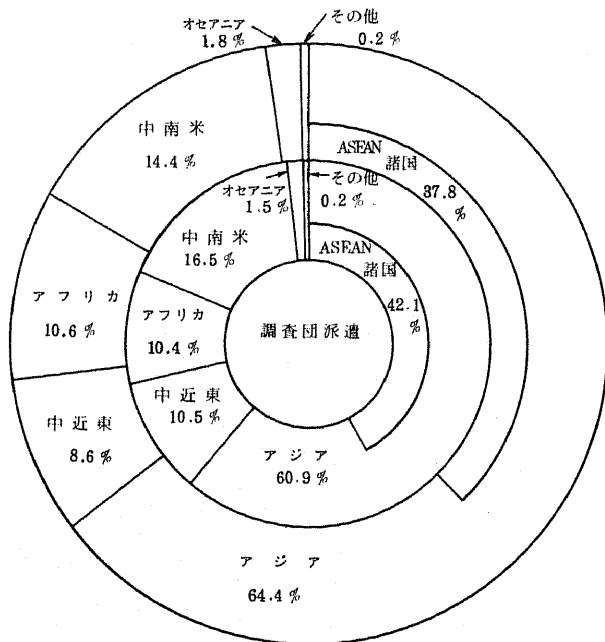 オセアニア
1.8 %
その他
0.2 %
中南米
14.4 %
ASEAN
諸国
37.8
%
オセアニア
1.5 %
その他
0.2 %
中南米
16.5 %
ASEAN
諸国
42.1
%
アフリカ
10.6 %
アフリカ
10.4 %
調査団派遣
中近東
8.6 %
中近東
10.5 %
アジア
60.9 %
アジア
64.4 %